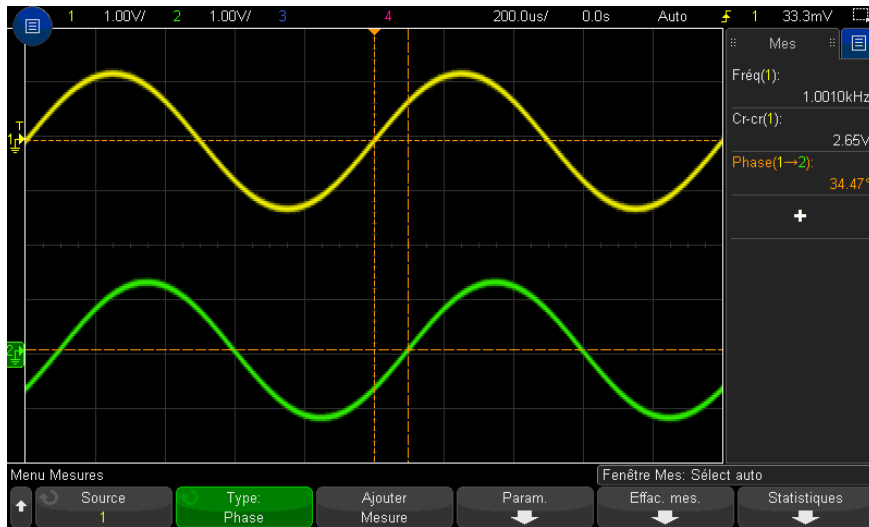 1 1.00V/ 2 1.00V/ 3 4 200.0us/ 0.0s Auto 1 33.3mV
Mes
Fréq(1):
1.0010kHz
Cr-cr(1):
2.65V
Phase(1→2):
34.47°
+
T
1
2
Menu Mesures
Fenêtre Mes: Sélect auto
Source
1
Type:
Phase
Ajouter
Mesure
Param.
Effac. mes.
Statistiques